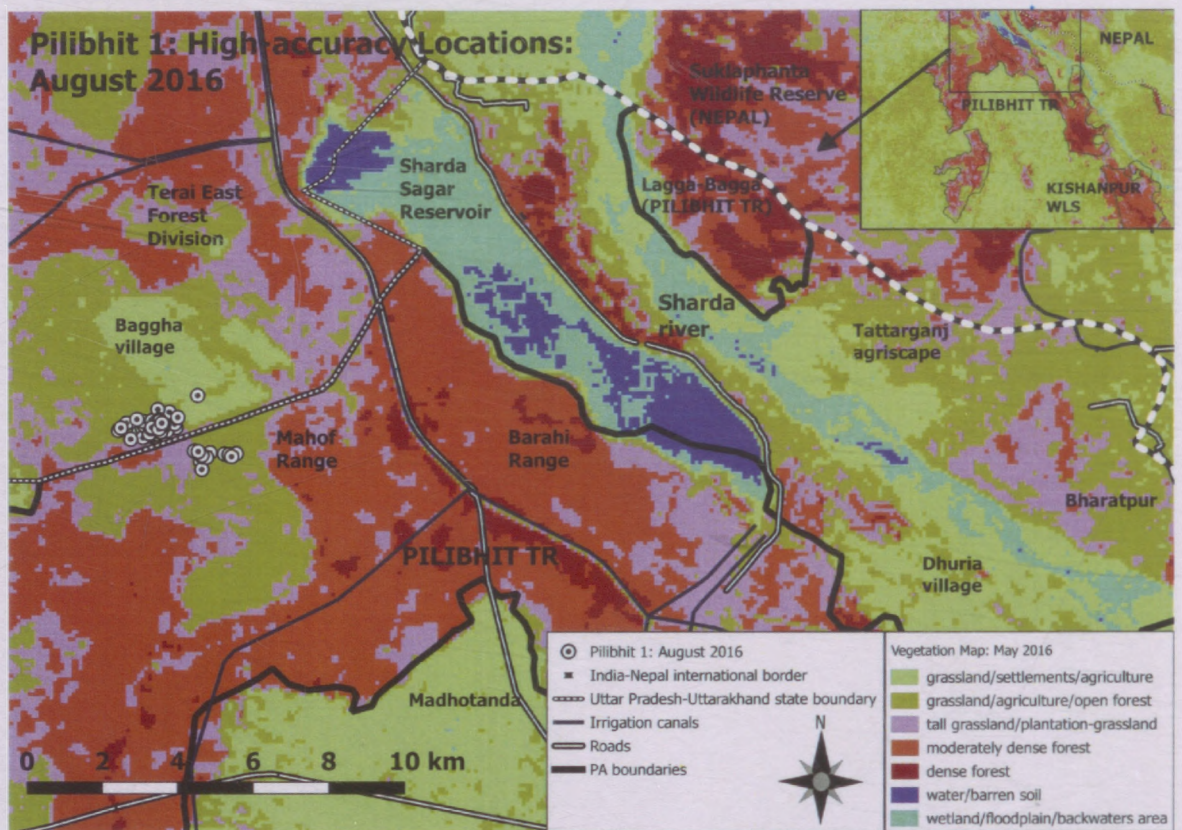 Pilibhit 1: High-accuracy Locations:
August 2016
NEPAL
PILIBHIT TR
KISHANPUR
WLS
Suklaphanta
Wildlife Reserve
(NEPAL)
Sharda
Sagar
Reservoir
Lagga-Bagga
(PILIBHIT TR)
Terai East
Forest
Division
Sharda
river
Tattarganj
agriscape
Baggha
village
Mahof
Range
Barahi
Range
Bharatpur
PILIBHIT TR
Dhuria
village
Madhotanda
0 2 4 6 8 10 km
Pilibhit 1: August 2016
India-Nepal international border
Uttar Pradesh-Uttarakhand state boundary
Irrigation canals
Roads
PA boundaries
N
Vegetation Map: May 2016
grassland/settlements/agriculture
grassland/agriculture/open forest
tall grassland/plantation-grassland
moderately dense forest
dense forest
water/barren soil
wetland/floodplain/backwaters area